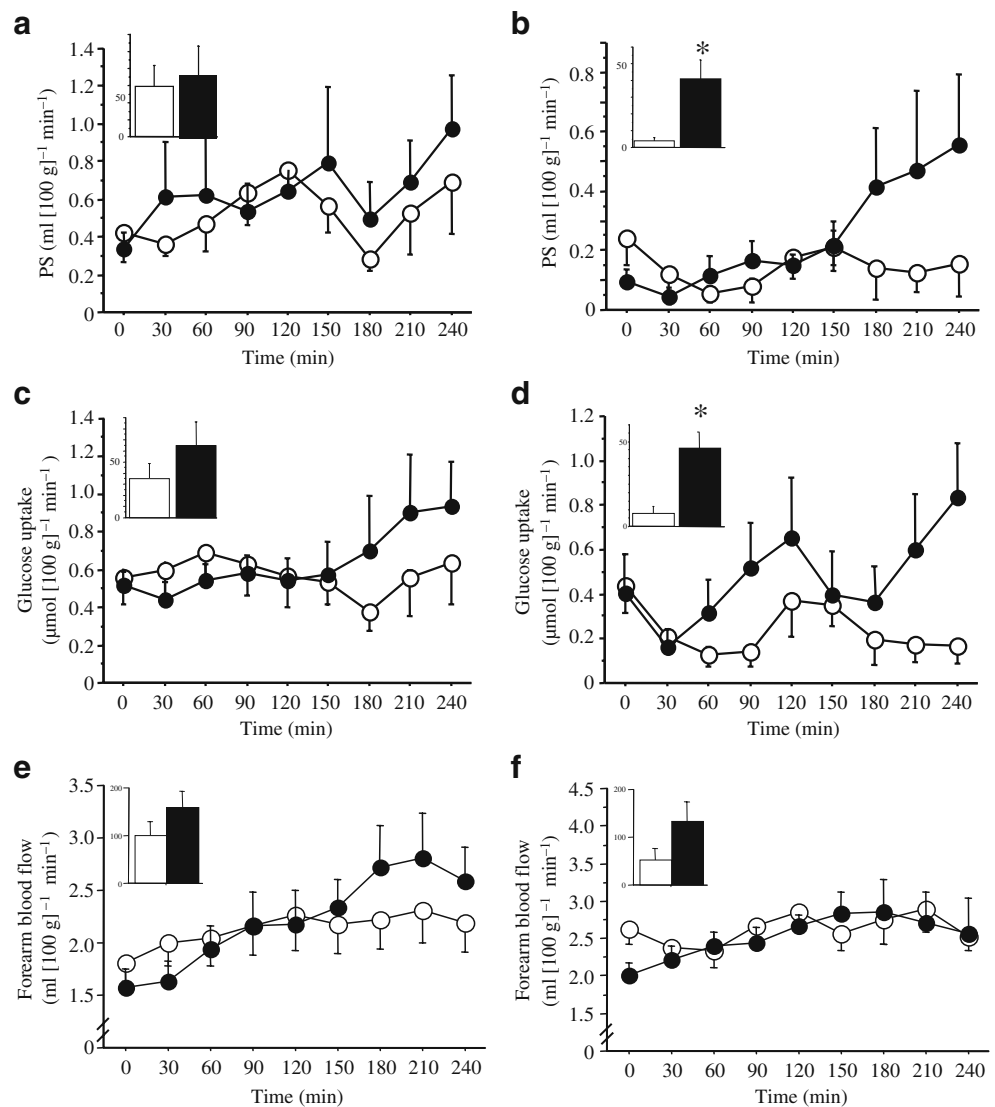 a
PS (ml [100 g]⁻¹ min⁻¹)
1.4
1.2
1.0
0.8
0.6
0.4
0.2
0
50
0
0 30 60 90 120 150 180 210 240
Time (min)
b
PS (ml [100 g]⁻¹ min⁻¹)
0.8
0.6
0.4
0.2
0
50
0
*
0 30 60 90 120 150 180 210 240
Time (min)
c
Glucose uptake
(µmol [100 g]⁻¹ min⁻¹)
1.4
1.2
1.0
0.8
0.6
0.4
0.2
0
50
0
0 30 60 90 120 150 180 210 240
Time (min)
d
Glucose uptake
(µmol [100 g]⁻¹ min⁻¹)
1.2
1.0
0.8
0.6
0.4
0.2
0
50
0
*
0 30 60 90 120 150 180 210 240
Time (min)
e
Forearm blood flow
(ml [100 g]⁻¹ min⁻¹)
3.5
3.0
2.5
2.0
1.5
0
200
100
0
0 30 60 90 120 150 180 210 240
Time (min)
f
Forearm blood flow
(ml [100 g]⁻¹ min⁻¹)
4.5
4.0
3.5
3.0
2.5
2.0
1.5
0
200
100
0
0 30 60 90 120 150 180 210 240
Time (min)